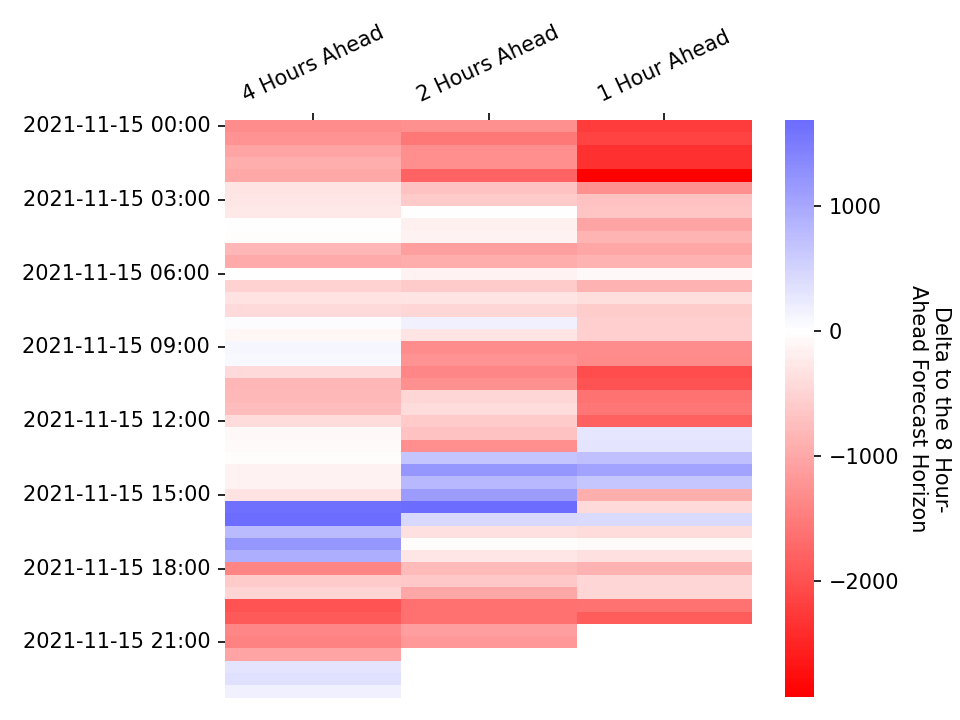 4 Hours Ahead
2 Hours Ahead
1 Hour Ahead
2021-11-15 00:00
2021-11-15 03:00
2021-11-15 06:00
2021-11-15 09:00
2021-11-15 12:00
2021-11-15 15:00
2021-11-15 18:00
2021-11-15 21:00
1000
0
−1000
−2000
Delta to the 8 Hour-
Ahead Forecast Horizon